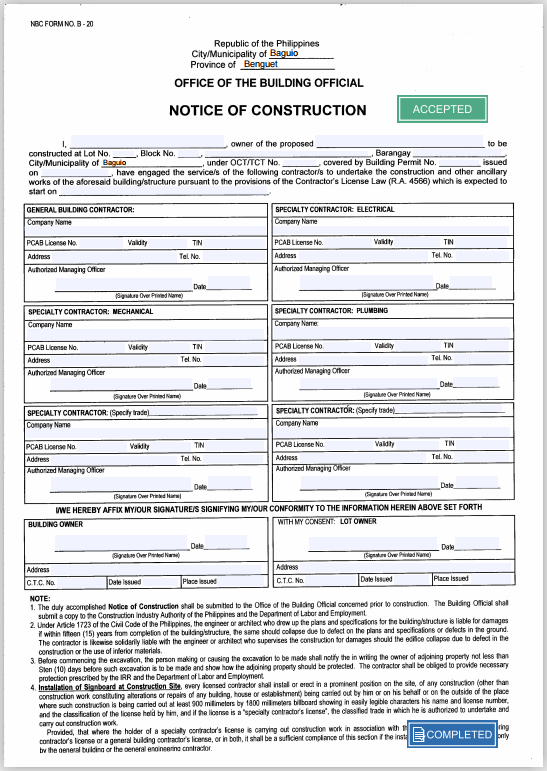 NBC FORM NO. B - 20
Republic of the Philippines
City/Municipality of Baguio
Province of Benguet
OFFICE OF THE BUILDING OFFICIAL
NOTICE OF CONSTRUCTION
ACCEPTED
I, , owner of the proposed to be
constructed at Lot No. , Block No. , , Barangay ,
City/Municipality of Baguio , under OCT/TCT No. , covered by Building Permit No. issued
on , have engaged the service/s of the following contractor/s to undertake the construction and other ancillary
works of the aforesaid building/structure pursuant to the provisions of the Contractor's License Law (R.A. 4566) which is expected to
start on .
GENERAL BUILDING CONTRACTOR:
Company Name
PCAB License No. Validity TIN
Address Tel. No.
Authorized Managing Officer
Date
(Signature Over Printed Name)
SPECIALTY CONTRACTOR: ELECTRICAL
Company Name
PCAB License No. Validity TIN
Address Tel. No.
Authorized Managing Officer
Date
(Signature Over Printed Name)
SPECIALTY CONTRACTOR: MECHANICAL
Company Name
PCAB License No. Validity TIN
Address Tel. No.
Authorized Managing Officer
Date
(Signature Over Printed Name)
SPECIALTY CONTRACTOR: PLUMBING
Company Name:
PCAB License No. Validity TIN
Address Tel. No.
Authorized Managing Officer
Date
(Signature Over Printed Name)
SPECIALTY CONTRACTOR: (Specify trade)
Company Name
PCAB License No. Validity TIN
Address Tel. No.
Authorized Managing Officer
Date
(Signature Over Printed Name)
SPECIALTY CONTRACTOR: (Specify trade)
Company Name
PCAB License No. Validity TIN
Address Tel. No.
Authorized Managing Officer
Date
(Signature Over Printed Name)
I/WE HEREBY AFFIX MY/OUR SIGNATURE/S SIGNIFYING MY/OUR CONFORMITY TO THE INFORMATION HEREIN ABOVE SET FORTH
BUILDING OWNER
Date
(Signature Over Printed Name)
Address
C.T.C. No. Date Issued Place Issued
WITH MY CONSENT: LOT OWNER
Date
(Signature Over Printed Name)
Address
C.T.C. No. Date Issued Place Issued
NOTE:
1. The duly accomplished Notice of Construction shall be submitted to the Office of the Building Official concerned prior to construction. The Building Official shall
submit a copy to the Construction Industry Authority of the Philippines and the Department of Labor and Employment.
2. Under Article 1723 of the Civil Code of the Philippines, the engineer or architect who drew up the plans and specifications for the building/structure is liable for damages
if within fifteen (15) years from completion of the building/structure, the same should collapse due to defect on the plans and specifications or defects in the ground.
The contractor is likewise solidarily liable with the engineer or architect who supervises the construction for damages should the edifice collapse due to defect in the
construction or the use of inferior materials.
3. Before commencing the excavation, the person making or causing the excavation to be made shall notify the in writing the owner of adjoining property not less than
Sten (10) days before such excavation is to be made and show how the adjoining property should be protected. The contractor shall be obliged to provide necessary
protection prescribed by the IRR and the Department of Labor and Employment.
4. Installation of Signboard at Construction Site, every licensed contractor shall install or erect in a prominent position on the site, of any construction (other than
construction work constituting alterations or repairs of any building, house or establishment) being carried out by him or on his behalf or on the outside of the place
where such construction is being carried out at least 900 millimeters by 1800 millimeters billboard showing in easily legible characters his name and license number,
and the classification of the license held by him, and if the license is a "specialty contractor's license", the classified trade in which he is authorized to undertake and
carry out construction work.
Provided, that where the holder of a specialty contractor's license is carrying out construction work in association with
contractor's license or a general building contractor's license, or in both, it shall be a sufficient compliance of this section if the
by the general building or the general engineering contractor.
COMPLETED